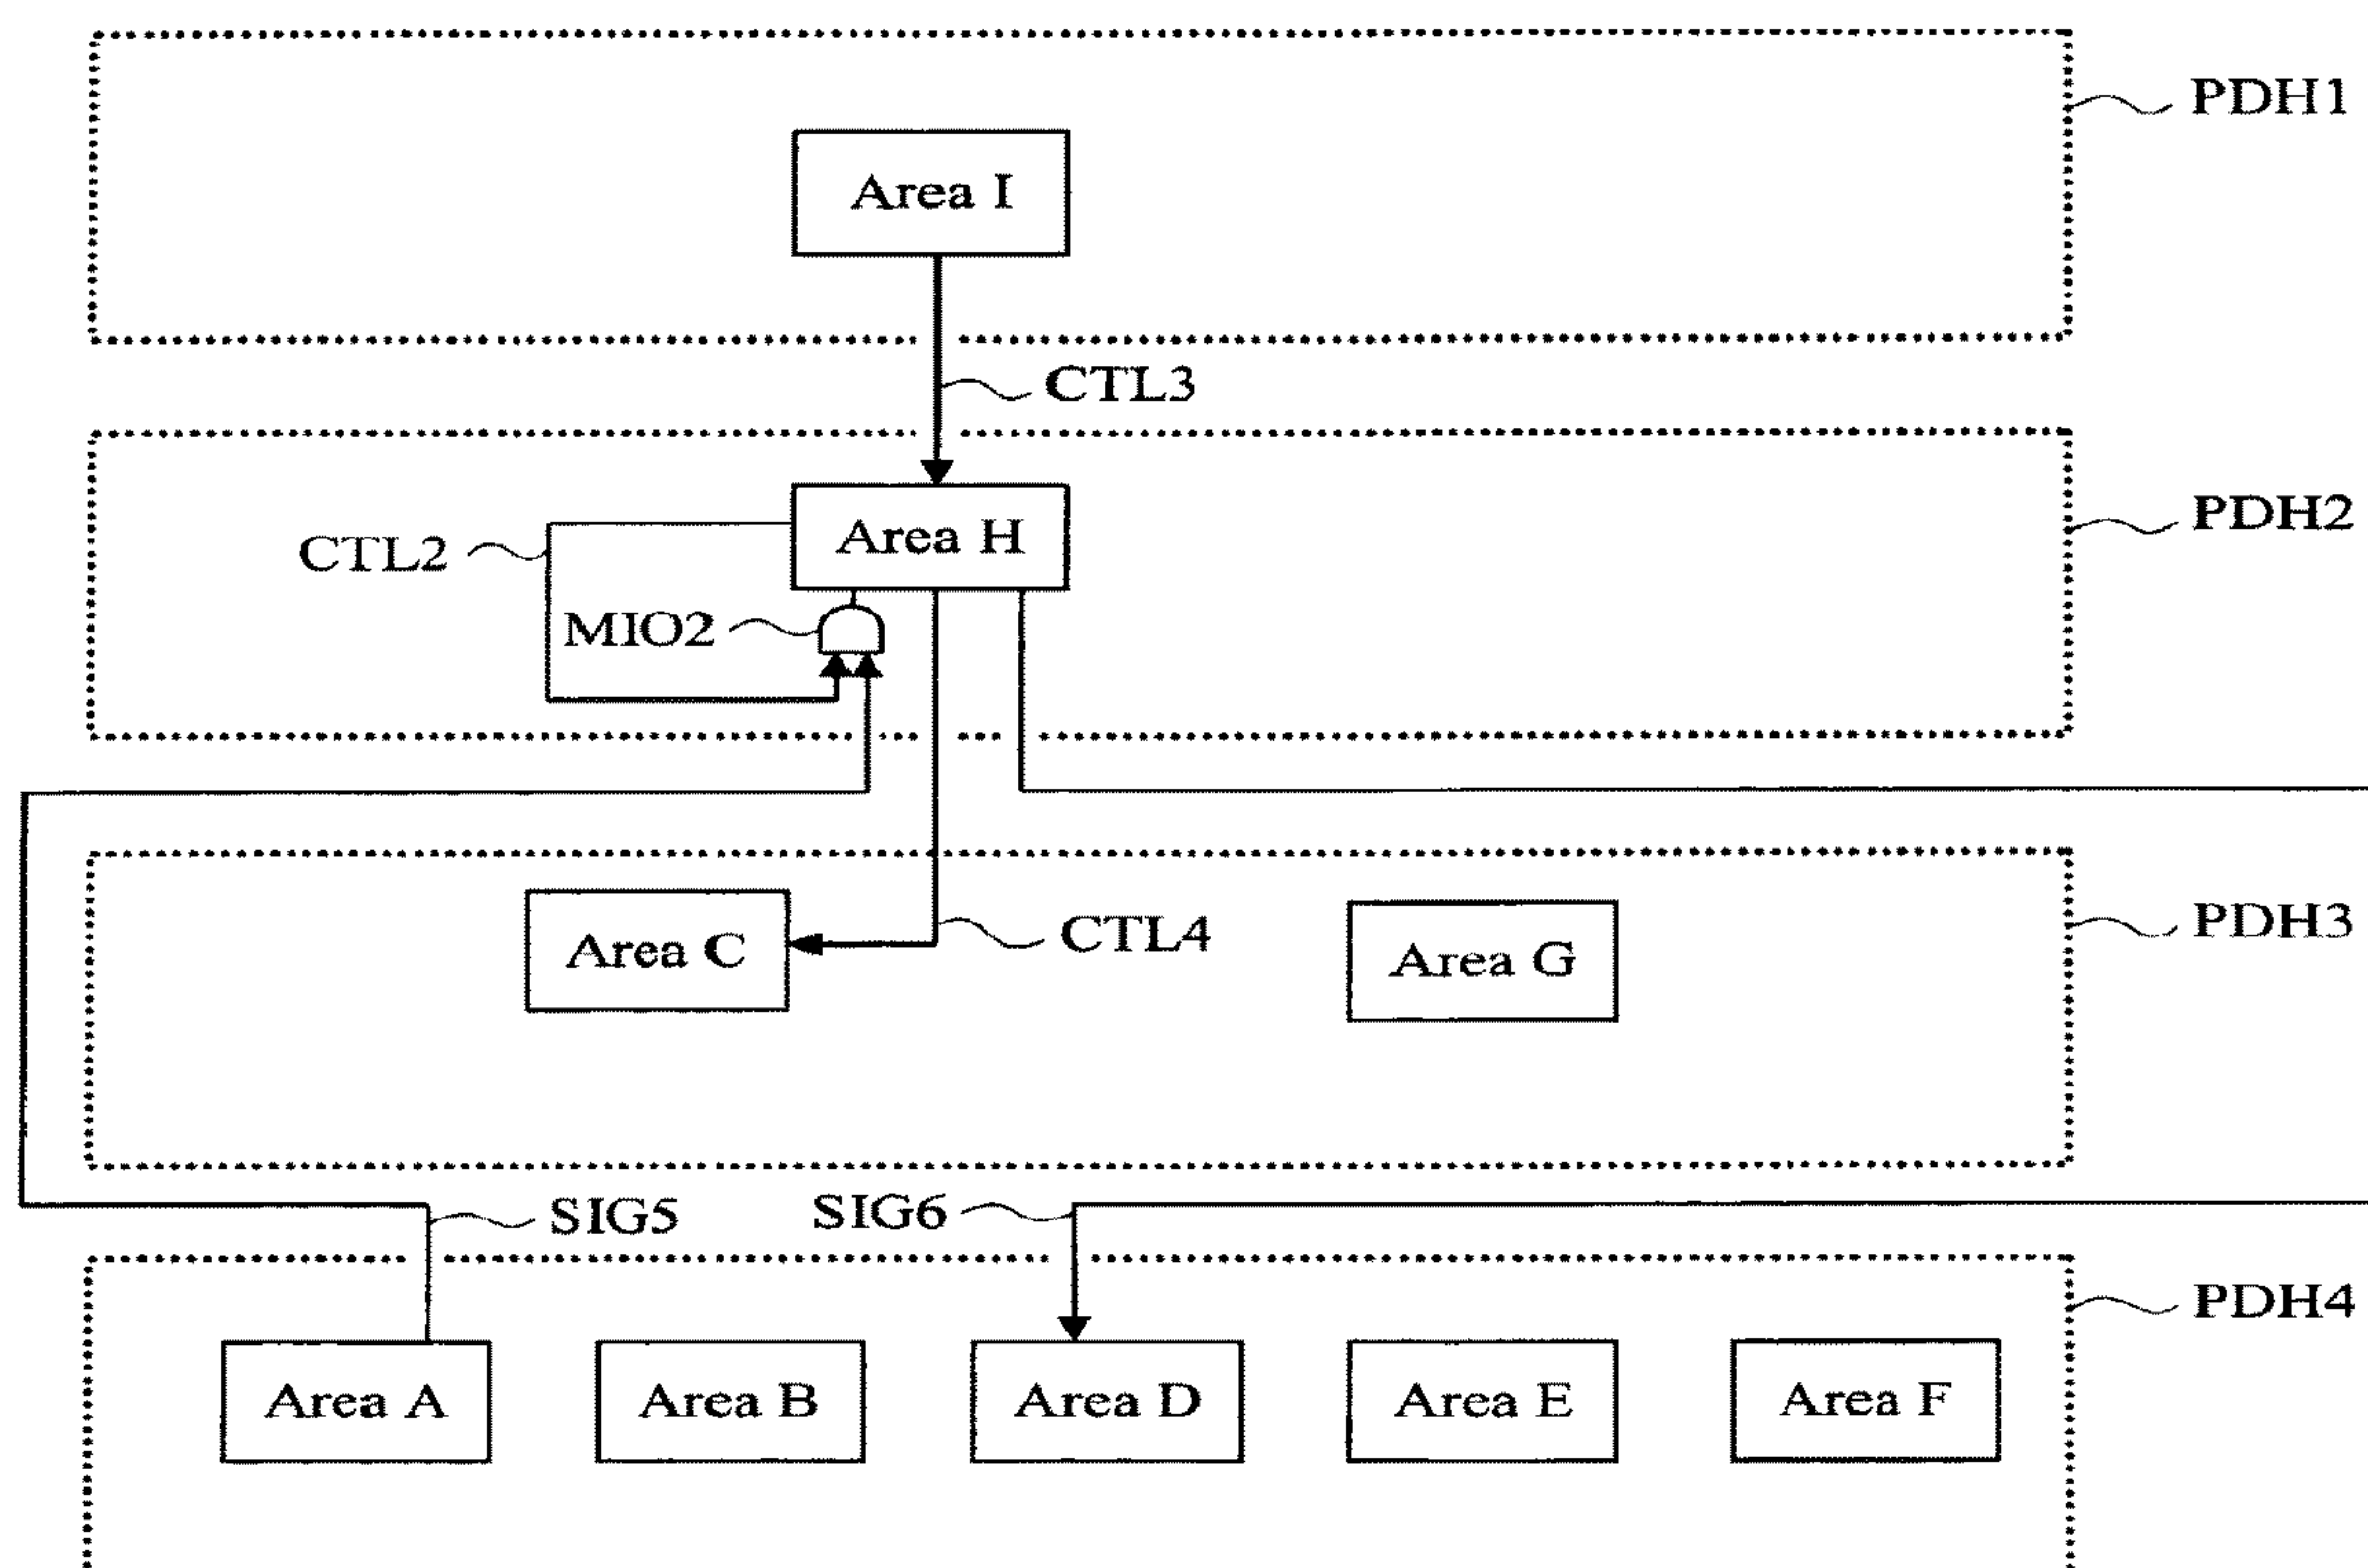 PDH1
Area I
CTL3
Area H
PDH2
CTL2
MIO2
Area C
CTL4
Area G
PDH3
SIG5
SIG6
PDH4
Area A
Area B
Area D
Area E
Area F